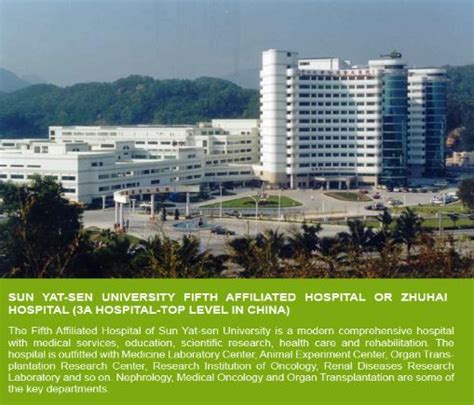 SUN YAT-SEN UNIVERSITY FIFTH AFFILIATED HOSPITAL OR ZHUHAI
HOSPITAL (3A HOSPITAL-TOP LEVEL IN CHINA)
The Fifth Affiliated Hospital of Sun Yat-sen University is a modern comprehensive hospital
with medical services, education, scientific research, health care and rehabilitation. The
hospital is outfitted with Medicine Laboratory Center, Animal Experiment Center, Organ Trans-
plantation Research Center, Research Institution of Oncology, Renal Diseases Research
Laboratory and so on. Nephrology, Medical Oncology and Organ Transplantation are some of
the key departments.